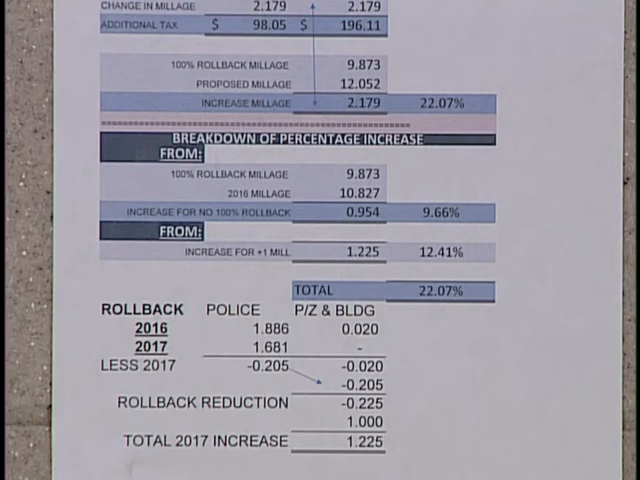 CHANGE IN MILLAGE 2.179 2.179
ADDITIONAL TAX $ 98.05 $ 196.11
100% ROLLBACK MILLAGE 9.873
PROPOSED MILLAGE 12.052
INCREASE MILLAGE 2.179 22.07%
BREAKDOWN OF PERCENTAGE INCREASE
FROM:
100% ROLLBACK MILLAGE 9.873
2016 MILLAGE 10.827
INCREASE FOR NO 100% ROLLBACK 0.954 9.66%
FROM:
INCREASE FOR +1 MILL 1.225 12.41%
TOTAL 22.07%
ROLLBACK POLICE P/Z & BLDG
2016 1.886 0.020
2017 1.681 -
LESS 2017 -0.205 -0.020
-0.205
ROLLBACK REDUCTION -0.225
1.000
TOTAL 2017 INCREASE 1.225